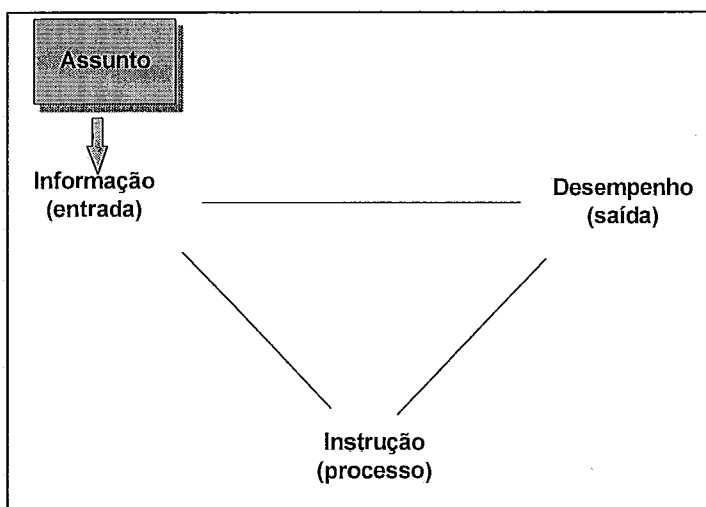 Assunto
Informação
(entrada)
Desempenho
(saída)
Instrução
(processo)